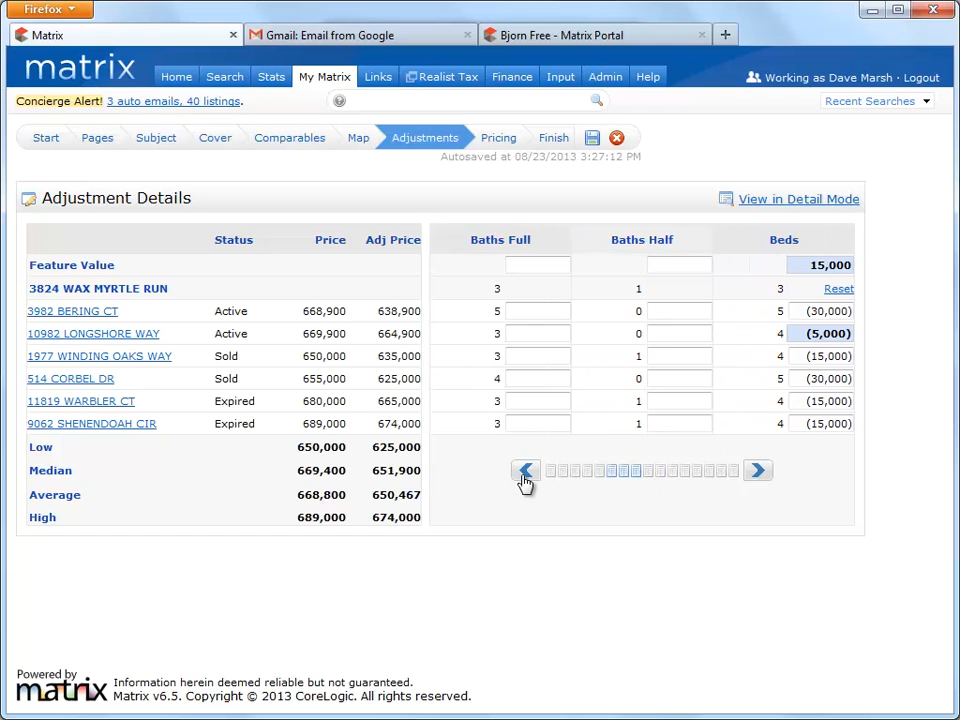 Firefox
Matrix
Gmail: Email from Google
Bjorn Free - Matrix Portal
matrix
Home Search Stats My Matrix Links Realist Tax Finance Input Admin Help
Working as Dave Marsh · Logout
Concierge Alert! 3 auto emails, 40 listings.
Recent Searches
Start Pages Subject Cover Comparables Map Adjustments Pricing Finish
Autosaved at 08/23/2013 3:27:12 PM
Adjustment Details
View in Detail Mode
Status Price Adj Price Baths Full Baths Half Beds
Feature Value 15,000
3824 WAX MYRTLE RUN 3 1 3 Reset
3982 BERING CT Active 668,900 638,900 5 0 5 (30,000)
10982 LONGSHORE WAY Active 669,900 664,900 3 0 4 (5,000)
1977 WINDING OAKS WAY Sold 650,000 635,000 3 1 4 (15,000)
514 CORBEL DR Sold 655,000 625,000 4 0 5 (30,000)
11819 WARBLER CT Expired 680,000 665,000 3 1 4 (15,000)
9062 SHENENDOAH CIR Expired 689,000 674,000 3 1 4 (15,000)
Low 650,000 625,000
Median 669,400 651,900
Average 668,800 650,467
High 689,000 674,000
Powered by
matrix
Information herein deemed reliable but not guaranteed.
Matrix v6.5. Copyright © 2013 CoreLogic. All rights reserved.